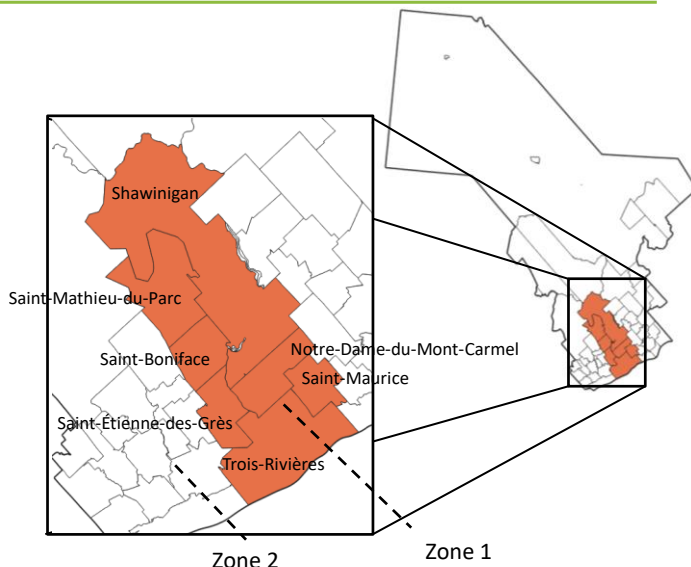 Shawinigan
Saint-Mathieu-du-Parc
Saint-Boniface
Notre-Dame-du-Mont-Carmel
Saint-Maurice
Saint-Étienne-des-Grès
Trois-Rivières
Zone 2
Zone 1